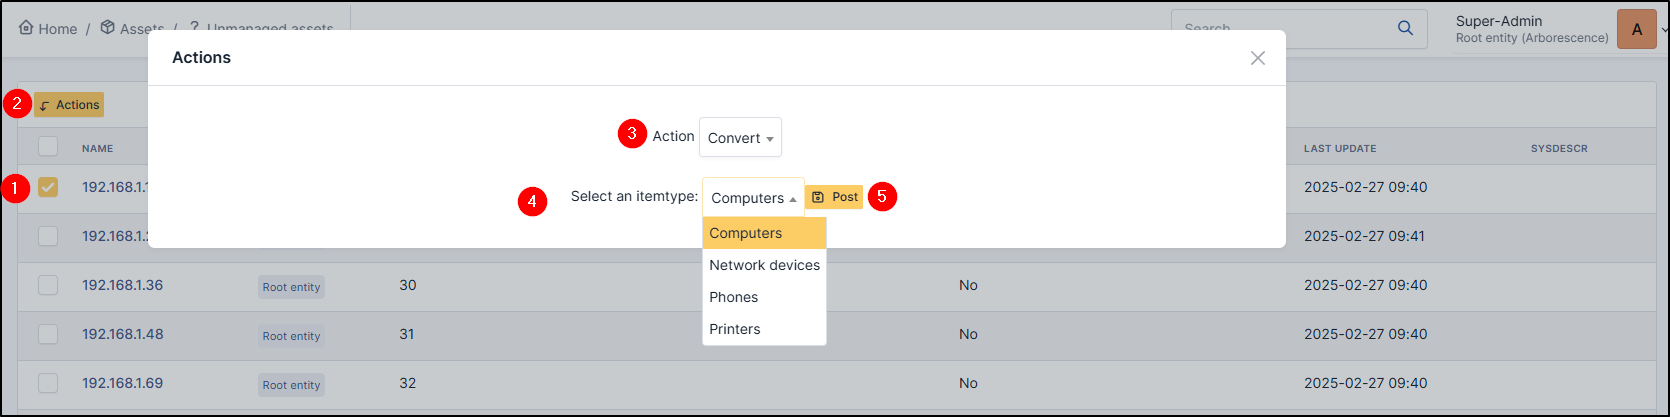 Home / Assets / ? Unmanaged assets
Search
Super-Admin
Root entity (Arborescence)
A
Actions
2 Actions
3 Action Convert
NAME
LAST UPDATE SYSDESCR
1 192.168.1. 2025-02-27 09:40
4 Select an itemtype: Computers Post 5
192.168.1. 2025-02-27 09:41
Computers
Network devices
192.168.1.36 Root entity 30 No 2025-02-27 09:40
Phones
Printers
192.168.1.48 Root entity 31 No 2025-02-27 09:40
192.168.1.69 Root entity 32 No 2025-02-27 09:40